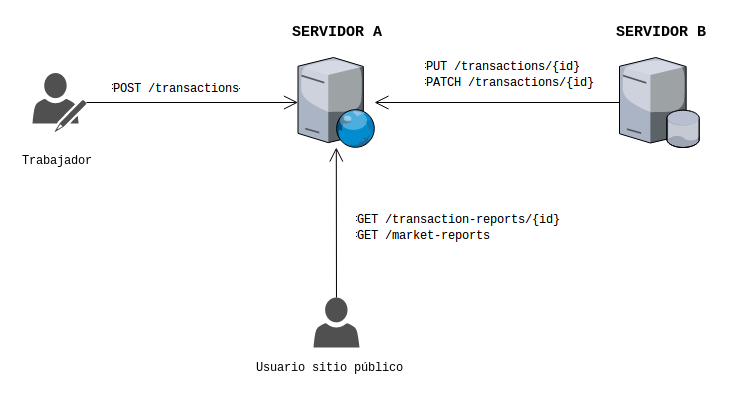 SERVIDOR A
SERVIDOR B
PUT /transactions/{id}
PATCH /transactions/{id}
POST /transactions
Trabajador
GET /transaction-reports/{id}
GET /market-reports
Usuario sitio público